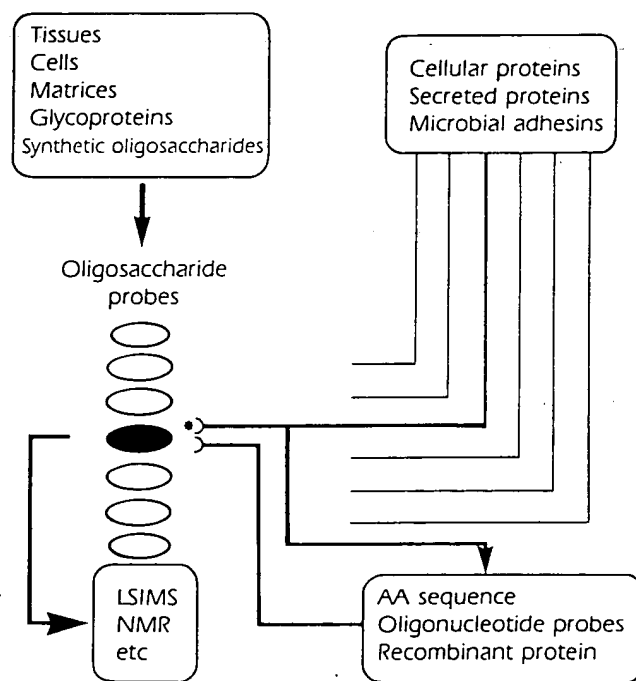 Tissues
Cells
Matrices
Glycoproteins
Synthetic oligosaccharides
Cellular proteins
Secreted proteins
Microbial adhesins
Oligosaccharide
probes
LSIMS
NMR
etc
AA sequence
Oligonucleotide probes
Recombinant protein